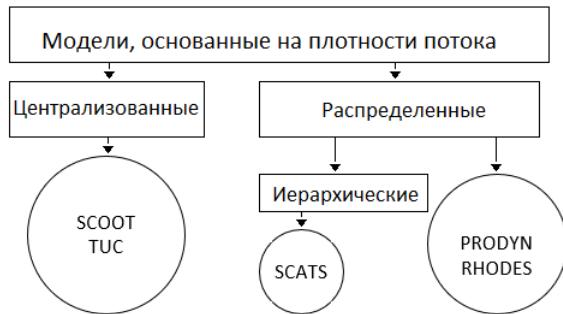 Модели, основанные на плотности потока
Централизованные
Распределенные
Иерархические
SCOOT
TUC
SCATS
PRODYN
RHODES